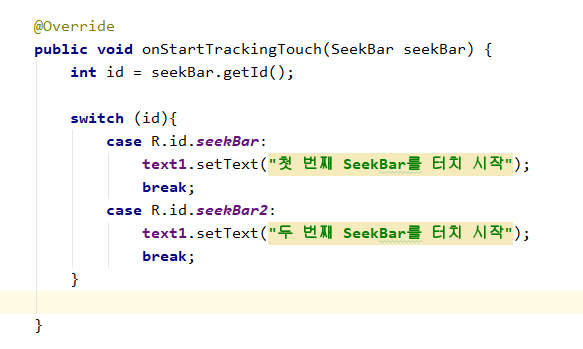 @Override
public void onStartTrackingTouch(SeekBar seekBar) {
    int id = seekBar.getId();

    switch (id){
        case R.id.seekBar:
            text1.setText("첫 번째 SeekBar를 터치 시작");
            break;
        case R.id.seekBar2:
            text1.setText("두 번째 SeekBar를 터치 시작");
            break;
    }

}